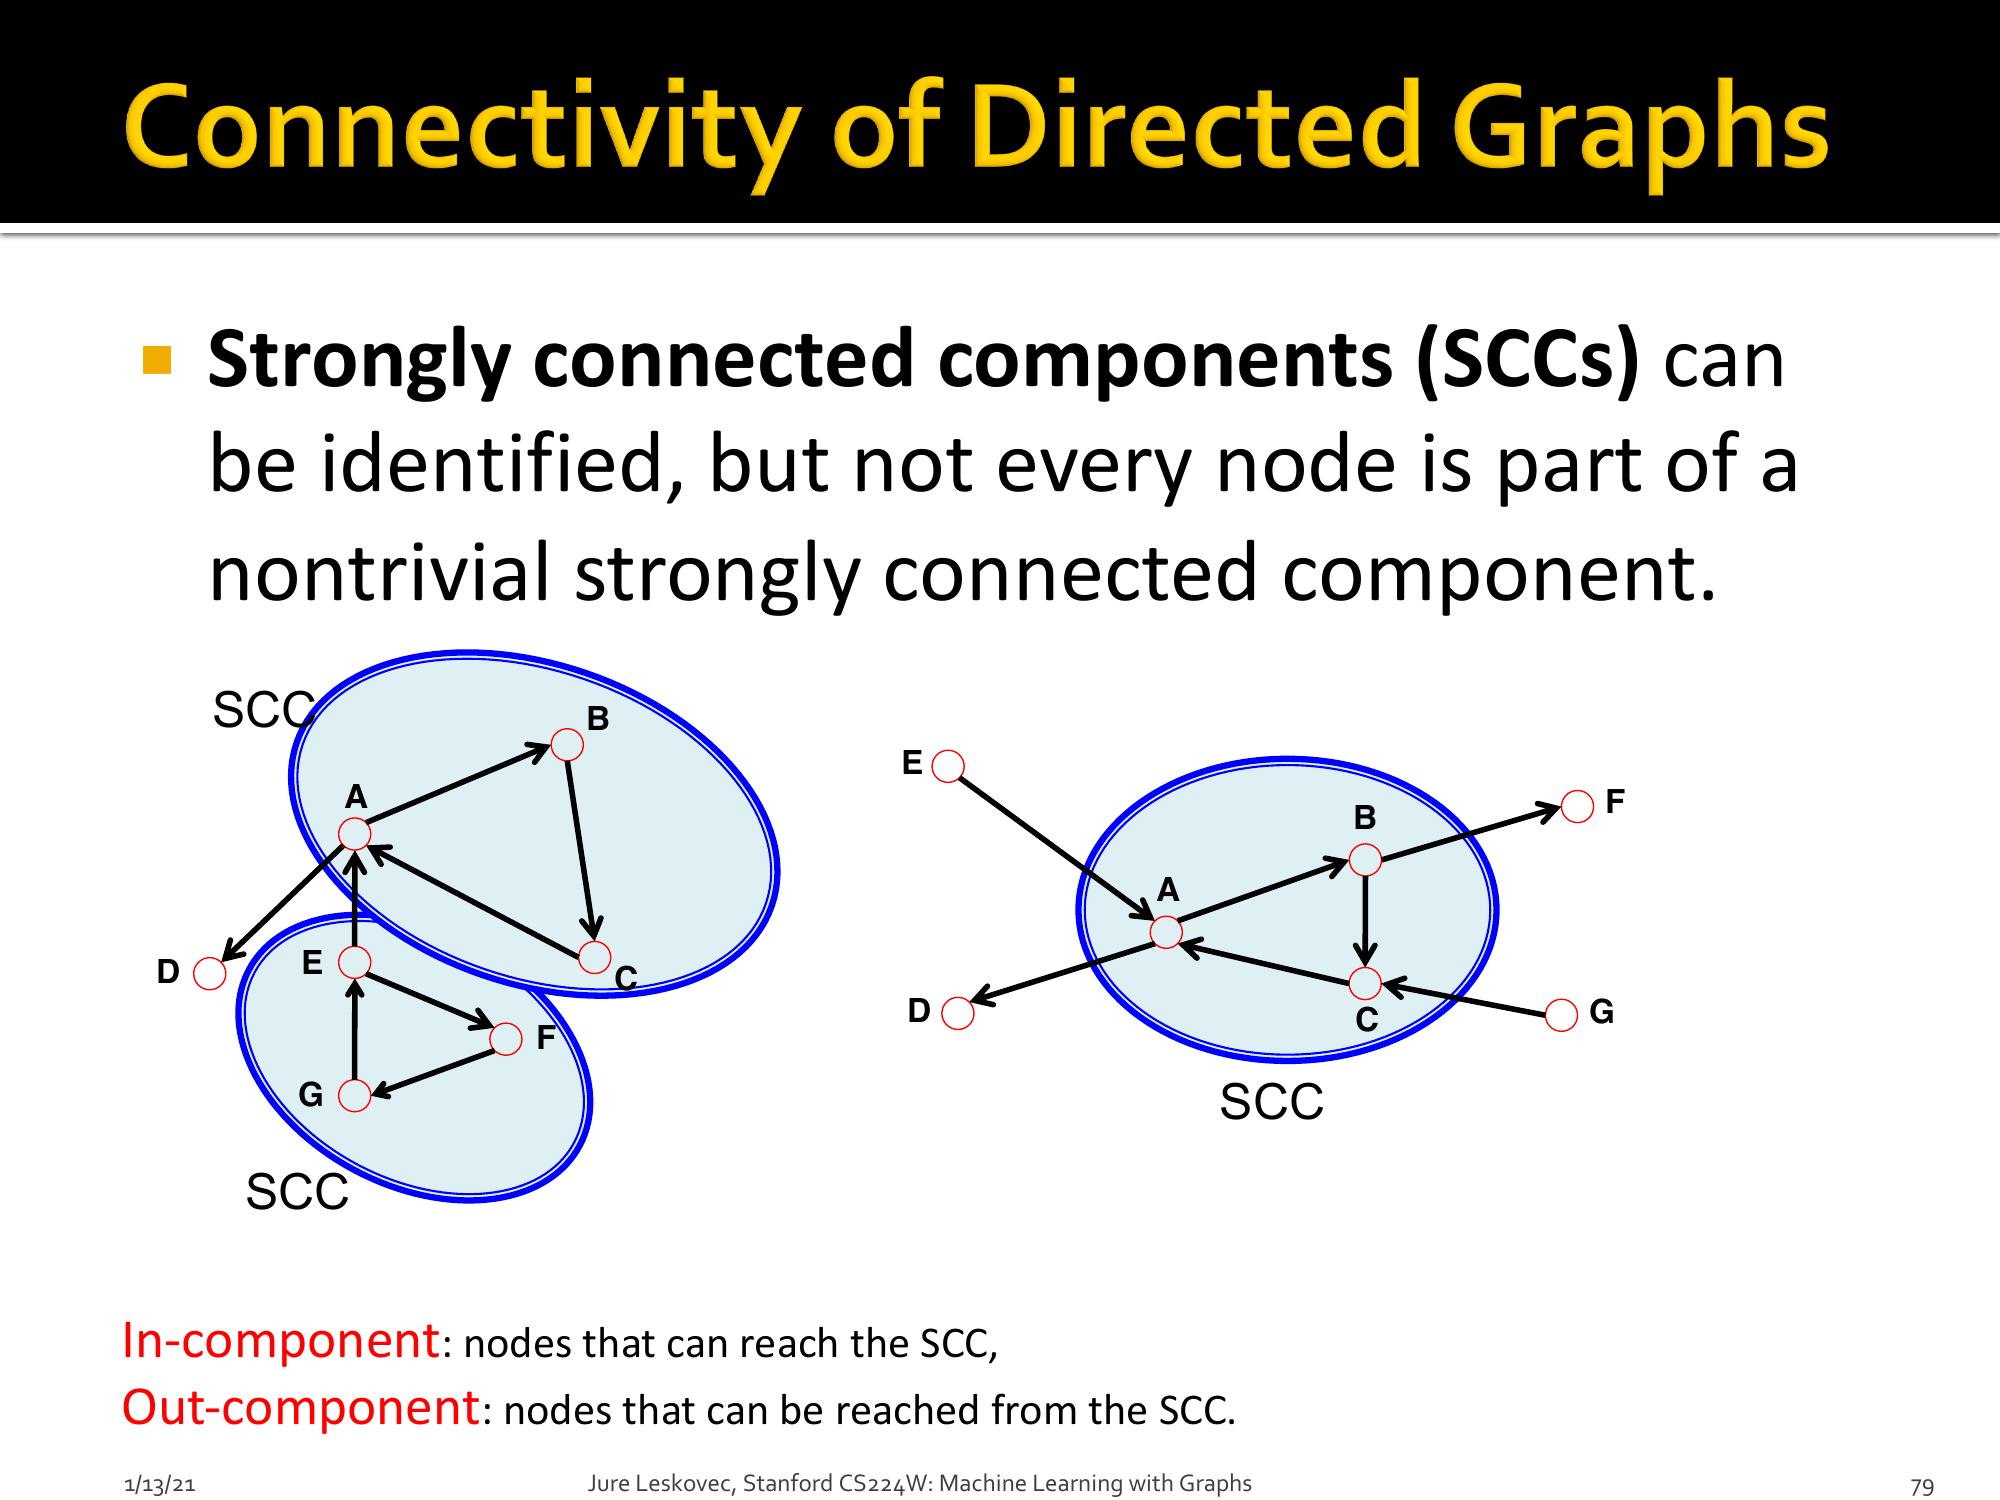 Connectivity of Directed Graphs
Strongly connected components (SCCs) can
be identified, but not every node is part of a
nontrivial strongly connected component.
SCC
B
A
D
E
C
F
G
SCC
E
F
B
A
D
C
G
SCC
In-component: nodes that can reach the SCC,
Out-component: nodes that can be reached from the SCC.
1/13/21
Jure Leskovec, Stanford CS224W: Machine Learning with Graphs
79